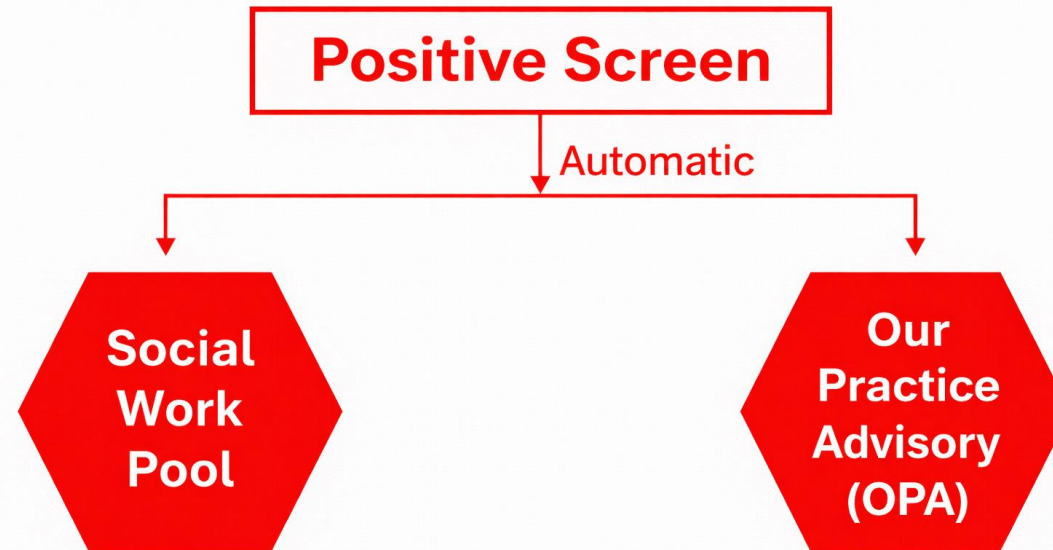 Positive Screen
Automatic
Social
Work
Pool
Our
Practice
Advisory
(OPA)